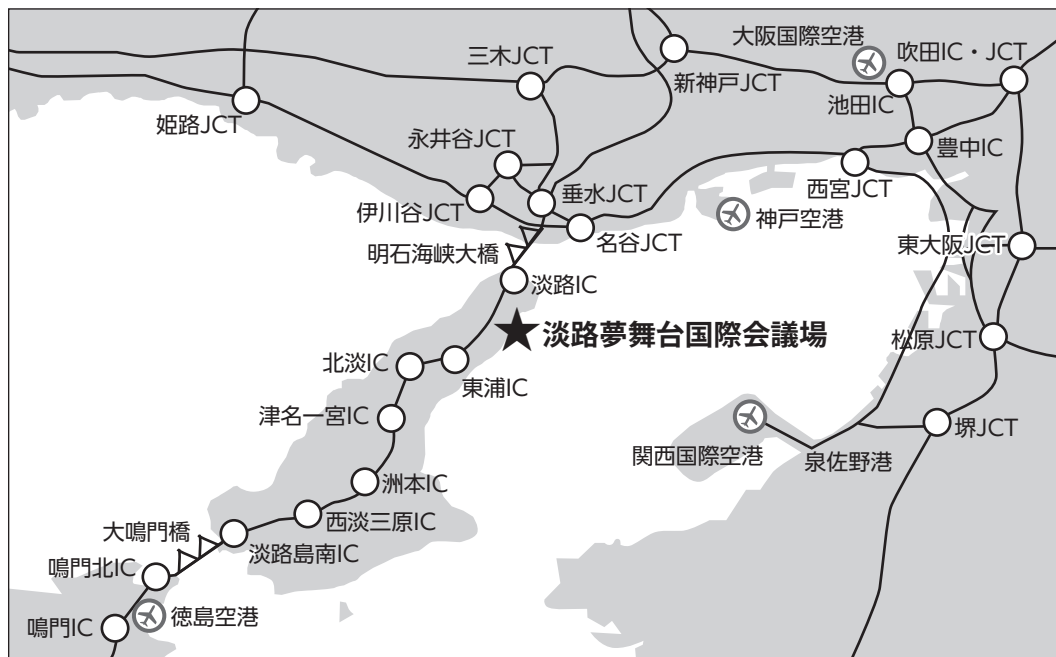 大阪国際空港
吹田IC・JCT
三木JCT
新神戸JCT
池田IC
姫路JCT
永井谷JCT
豊中IC
西宮JCT
伊川谷JCT
垂水JCT
神戸空港
名谷JCT
東大阪JCT
明石海峡大橋
淡路IC
淡路夢舞台国際会議場
松原JCT
北淡IC
東浦IC
津名一宮IC
堺JCT
関西国際空港
泉佐野港
洲本IC
西淡三原IC
大鳴門橋
淡路島南IC
鳴門北IC
徳島空港
鳴門IC